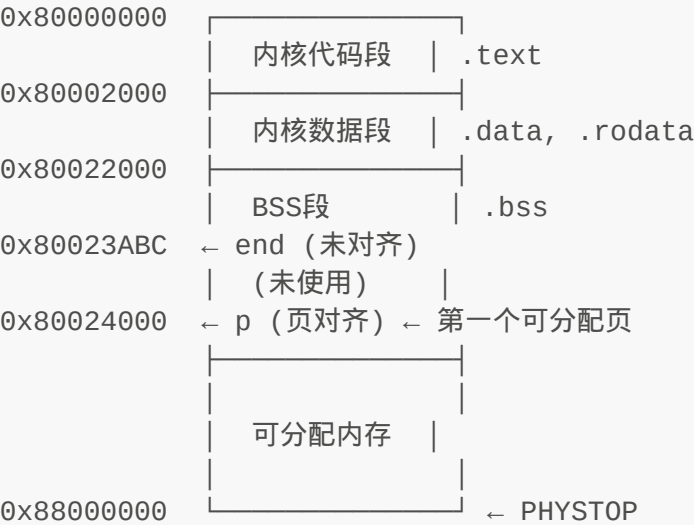 0x80000000 ┌───────────────┐
│ 内核代码段 │ .text
0x80002000 ├───────────────┤
│ 内核数据段 │ .data, .rodata
0x80022000 ├───────────────┤
│ BSS段 │ .bss
0x80023ABC ← end (未对齐)
│ (未使用) │
0x80024000 ← p (页对齐) ← 第一个可分配页
├───────────────┤
│ │
│ 可分配内存 │
│ │
0x88000000 └───────────────┘ ← PHYSTOP